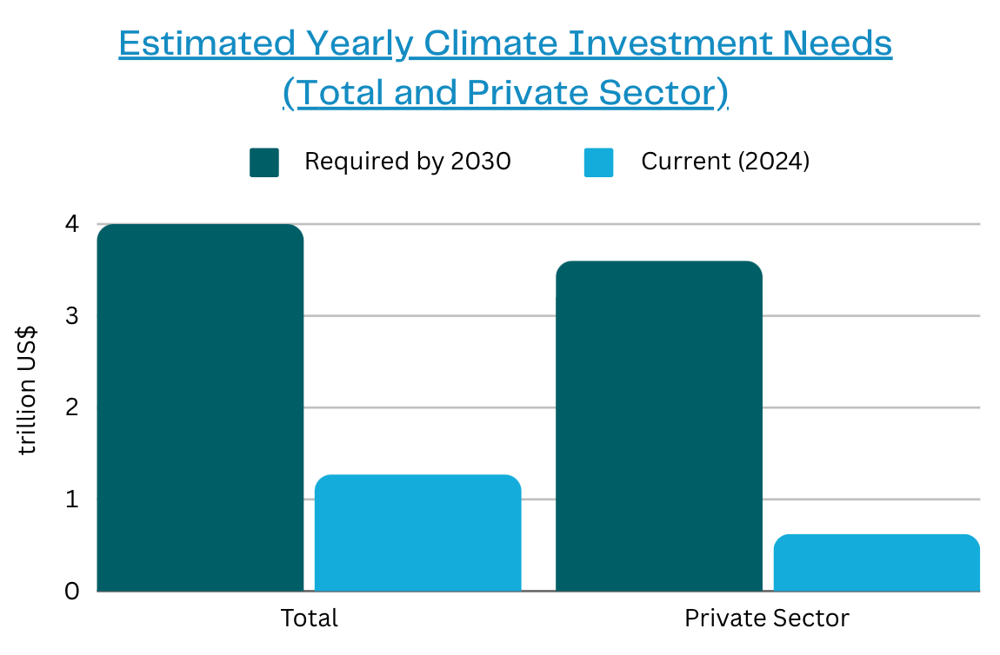 Estimated Yearly Climate Investment Needs
(Total and Private Sector)
Required by 2030
Current (2024)
trillion US$
4
3
2
1
0
Total
Private Sector